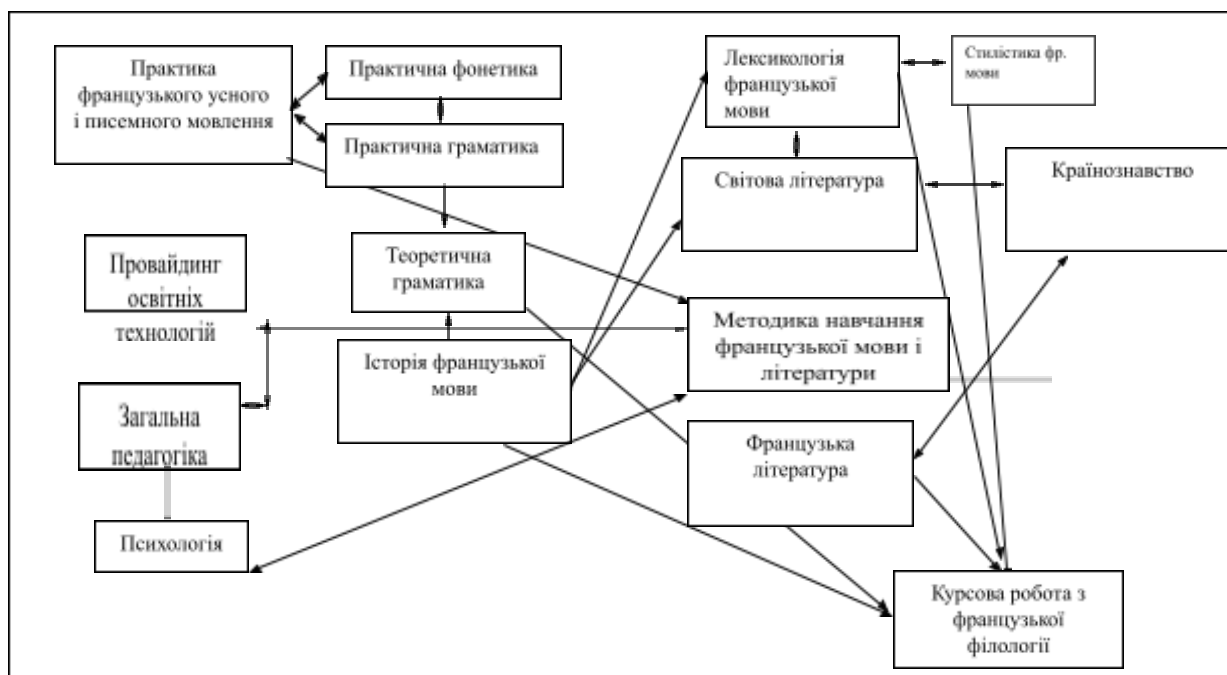 Практика
французького усного
і писемного мовлення
Практична фонетика
Практична граматика
Лексикологія
французької
мови
Стилістика фр.
мови
Світова література
Країнознавство
Провайдинг
освітніх
технологій
Теоретична
граматика
Методика навчання
французької мови і
літератури
Історія французької
мови
Загальна
педагогіка
Французька
література
Психологія
Курсова робота з
французької
філології